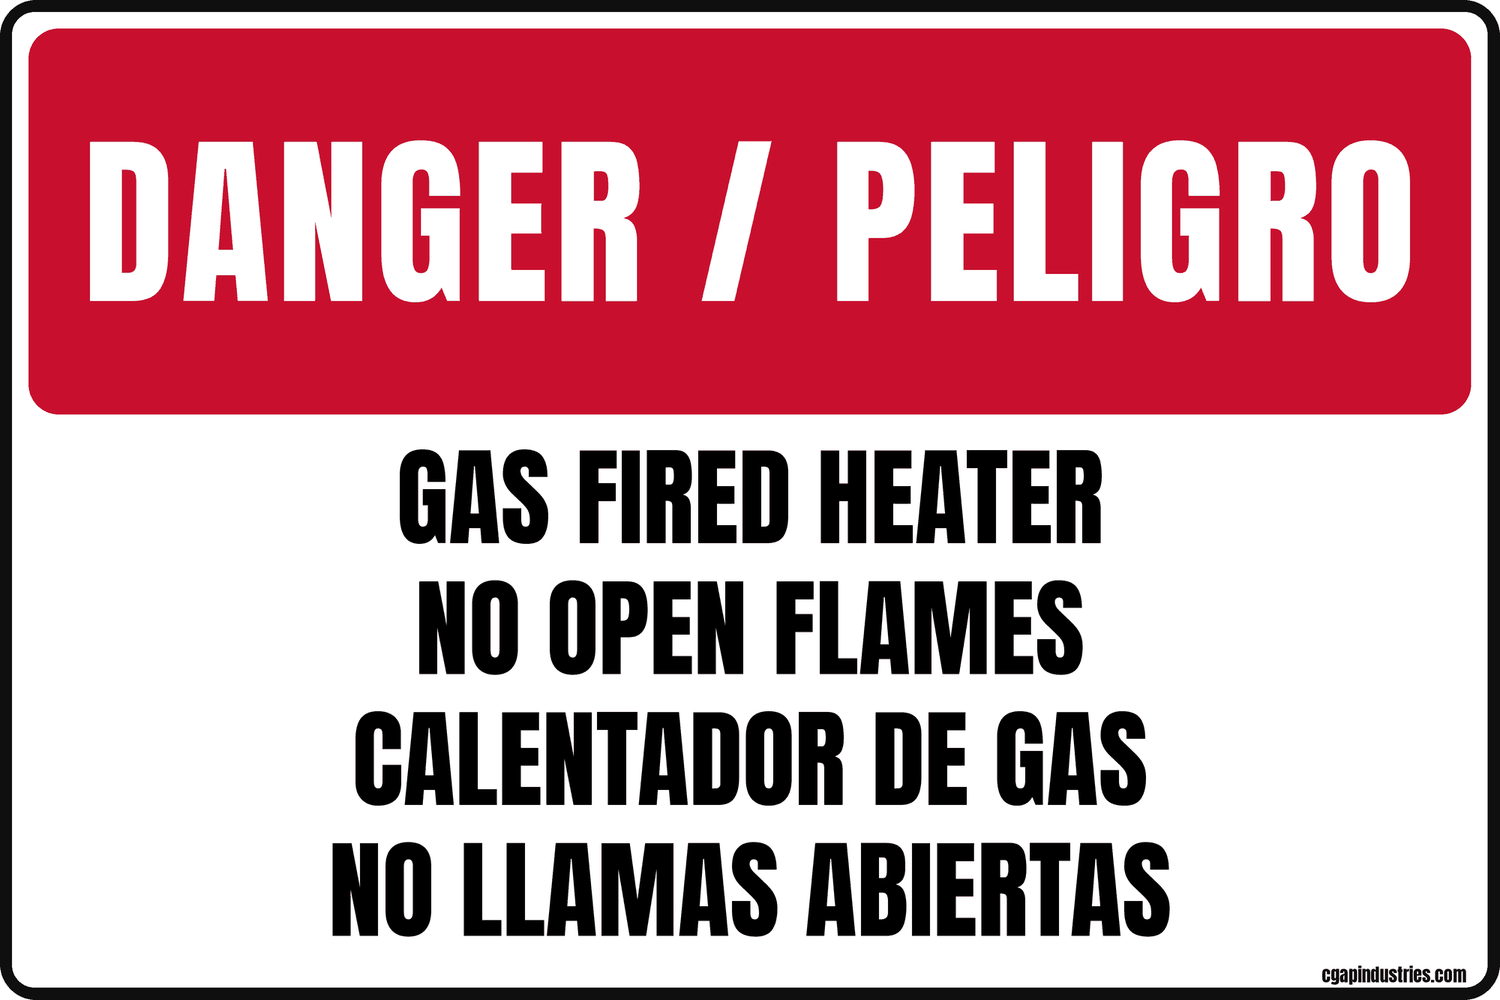 DANGER / PELIGRO
GAS FIRED HEATER
NO OPEN FLAMES
CALENTADOR DE GAS
NO LLAMAS ABIERTAS
cgapindustries.com